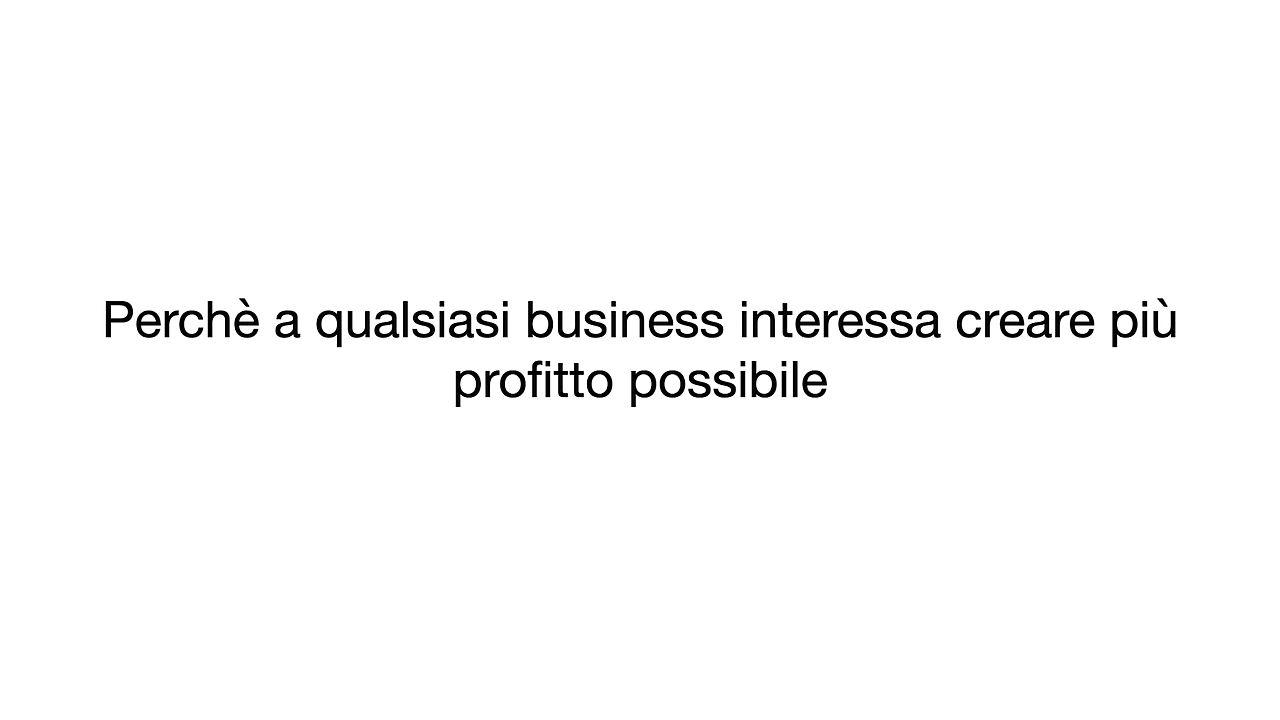 Perchè a qualsiasi business interessa creare più
profitto possibile